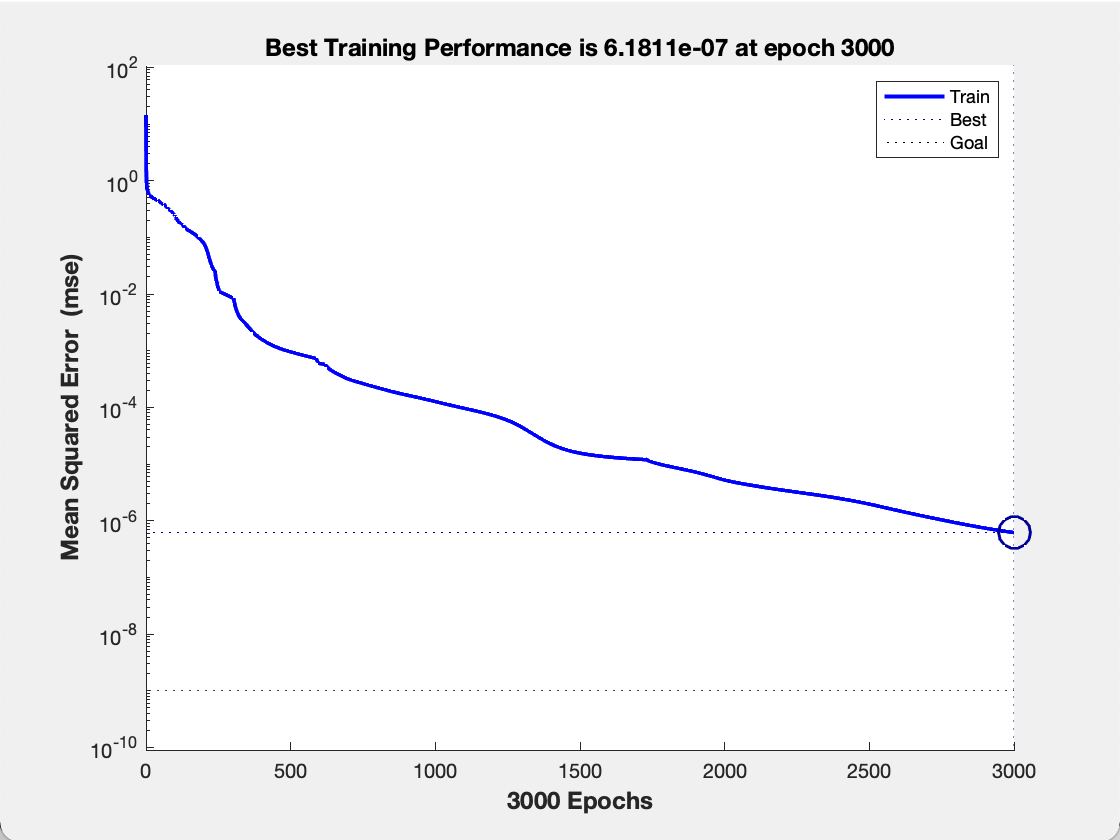 Best Training Performance is 6.1811e-07 at epoch 3000
10^2
10^0
10^-2
10^-4
10^-6
10^-8
10^-10
Mean Squared Error (mse)
Train
Best
Goal
0 500 1000 1500 2000 2500 3000
3000 Epochs